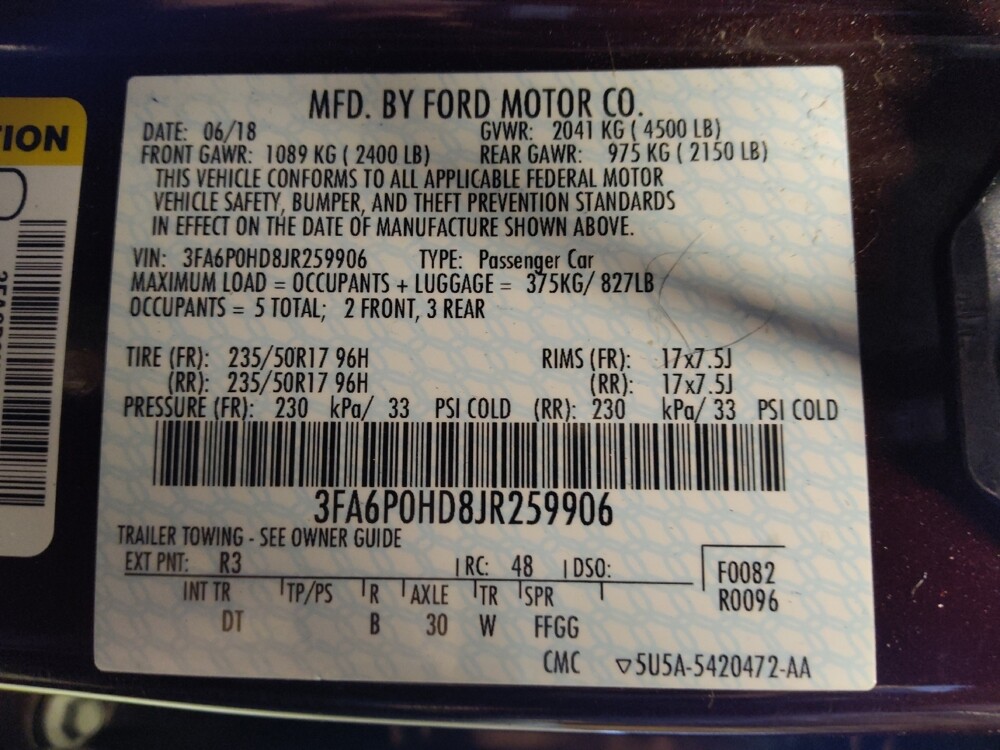 MFD. BY FORD MOTOR CO.
DATE: 06/18 GVWR: 2041 KG ( 4500 LB)
FRONT GAWR: 1089 KG ( 2400 LB) REAR GAWR: 975 KG ( 2150 LB)
THIS VEHICLE CONFORMS TO ALL APPLICABLE FEDERAL MOTOR
VEHICLE SAFETY, BUMPER, AND THEFT PREVENTION STANDARDS
IN EFFECT ON THE DATE OF MANUFACTURE SHOWN ABOVE.
VIN: 3FA6P0HD8JR259906 TYPE: Passenger Car
MAXIMUM LOAD = OCCUPANTS + LUGGAGE = 375KG/ 827LB
OCCUPANTS = 5 TOTAL; 2 FRONT, 3 REAR
TIRE (FR): 235/50R17 96H RIMS (FR): 17x7.5J
(RR): 235/50R17 96H (RR): 17x7.5J
PRESSURE (FR): 230 kPa/ 33 PSI COLD (RR): 230 kPa/ 33 PSI COLD
3FA6P0HD8JR259906
TRAILER TOWING - SEE OWNER GUIDE
EXT PNT: R3 RC: 48 DSO:
F0082
R0096
INT TR TP/PS R AXLE TR SPR
DT B 30 W FFGG
CMC ▽5U5A-5420472-AA
TION